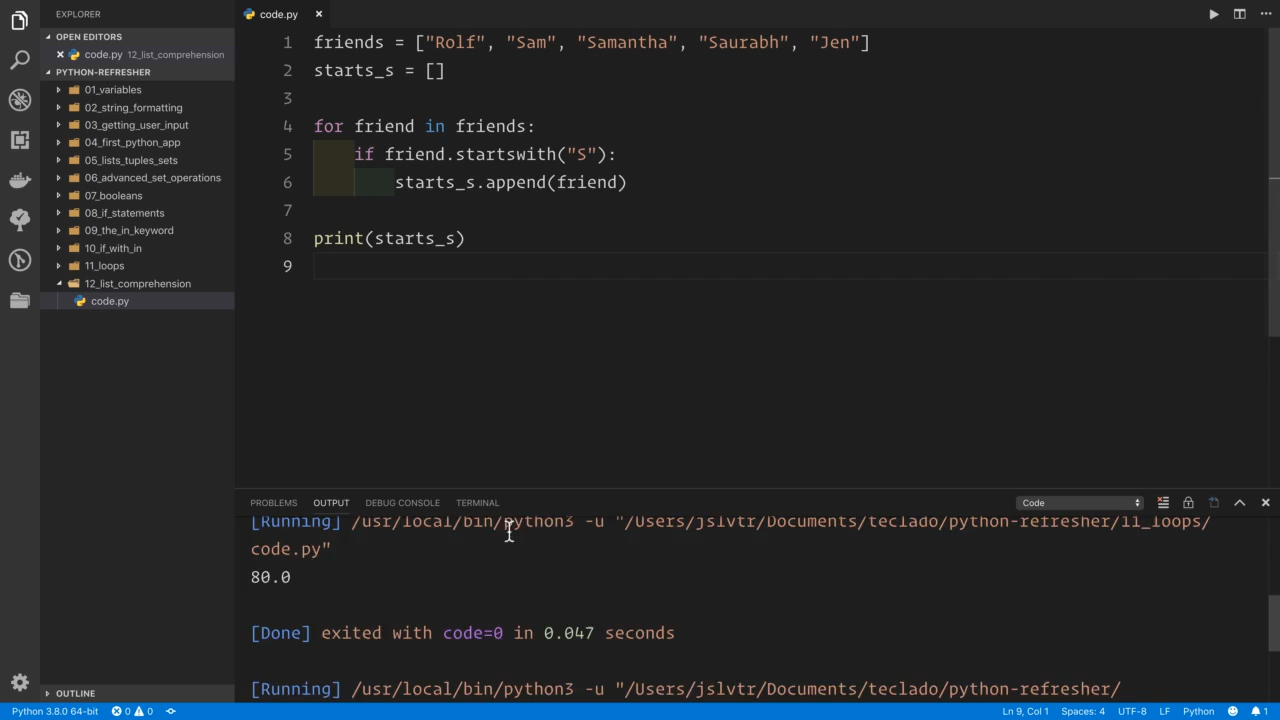 EXPLORER
OPEN EDITORS
code.py 12_list_comprehension
PYTHON-REFRESHER
01_variables
02_string_formatting
03_getting_user_input
04_first_python_app
05_lists_tuples_sets
06_advanced_set_operations
07_booleans
08_if_statements
09_the_in_keyword
10_if_with_in
11_loops
12_list_comprehension
code.py
OUTLINE
code.py
1 friends = ["Rolf", "Sam", "Samantha", "Saurabh", "Jen"]
2 starts_s = []
3
4 for friend in friends:
5 if friend.startswith("S"):
6 starts_s.append(friend)
7
8 print(starts_s)
9
PROBLEMS OUTPUT DEBUG CONSOLE TERMINAL Code
[Running] /usr/local/bin/python3 -u "/Users/jslvtr/Documents/teclado/python-refresher/11_loops/
code.py"
80.0
[Done] exited with code=0 in 0.047 seconds
[Running] /usr/local/bin/python3 -u "/Users/jslvtr/Documents/teclado/python-refresher/
Python 3.8.0 64-bit 0 0 Ln 9, Col 1 Spaces: 4 UTF-8 LF Python 1